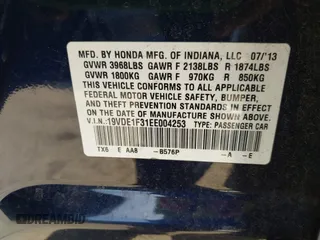 MFD. BY HONDA MFG. OF INDIANA, LLC 07/'13
GVWR 3968LBS GAWR F 2138LBS R 1874LBS
GVWR 1800KG GAWR F 970KG R 850KG
THIS VEHICLE CONFORMS TO ALL APPLICABLE
FEDERAL MOTOR VEHICLE SAFETY, BUMPER,
AND THEFT PREVENTION STANDARDS IN EFFECT
ON THE DATE OF MANUFACTURE SHOWN ABOVE.
V.I.N.: 19VDE1F31EE004253 TYPE: PASSENGER CAR
TX6 E AA8 -B576P -A -E
DREAMBID